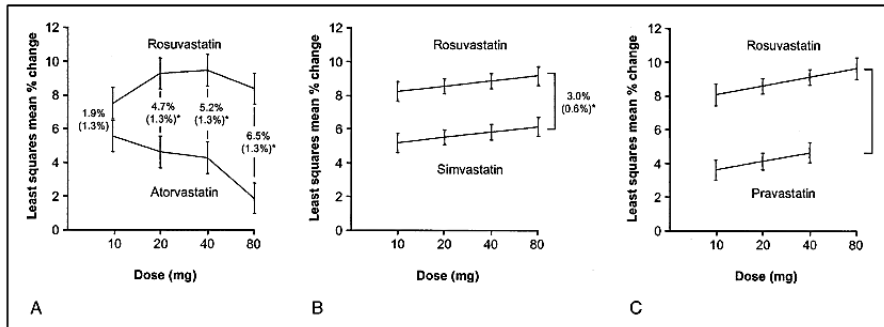 Least squares mean % change
12
10
8
6
4
2
0
Rosuvastatin
1.9%
(1.3%)
4.7%
(1.3%)*
5.2%
(1.3%)*
6.5%
(1.3%)*
Atorvastatin
10 20 40 80
Dose (mg)
A
Least squares mean % change
12
10
8
6
4
2
0
Rosuvastatin
3.0%
(0.6%)*
Simvastatin
10 20 40 80
Dose (mg)
B
Least squares mean % change
12
10
8
6
4
2
0
Rosuvastatin
Pravastatin
10 20 40 80
Dose (mg)
C